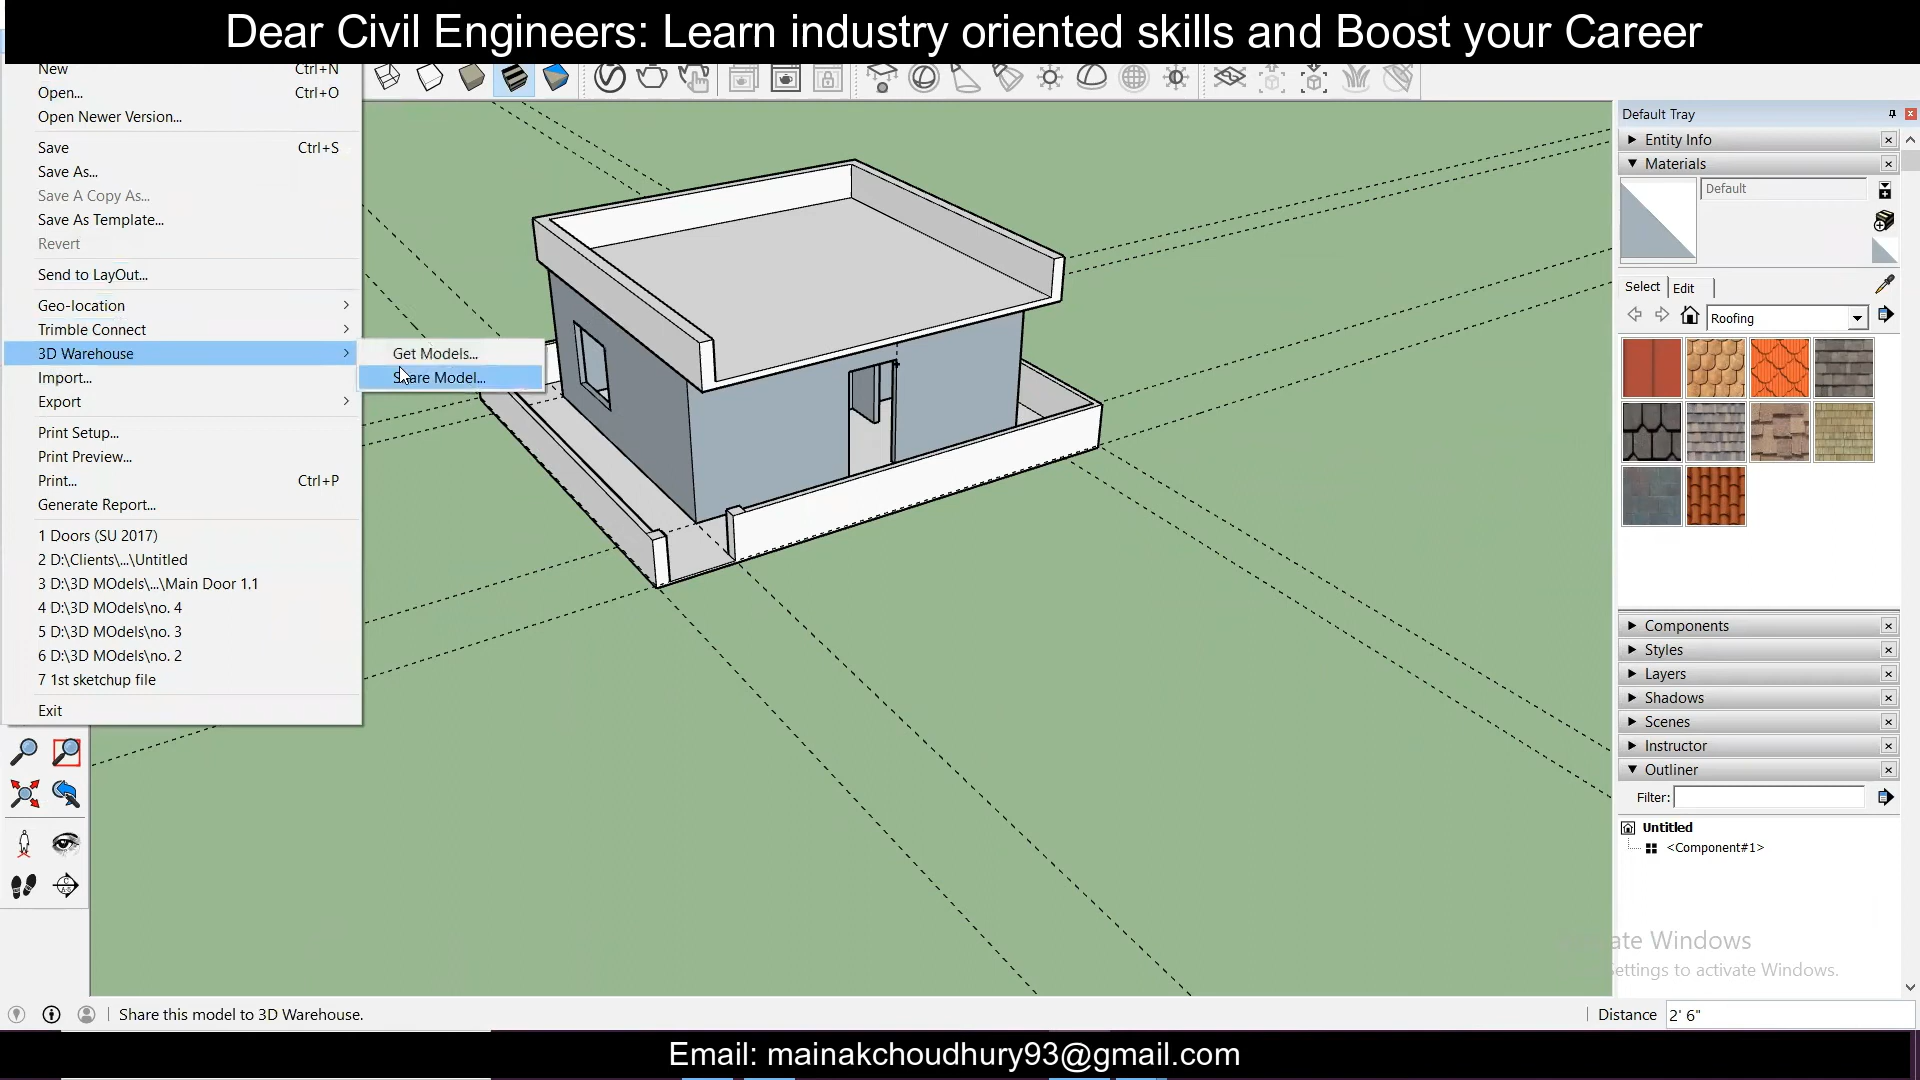 Dear Civil Engineers: Learn industry oriented skills and Boost your Career
New Ctrl+N
Open... Ctrl+O
Open Newer Version...
Save Ctrl+S
Save As...
Save A Copy As...
Save As Template...
Revert
Send to LayOut...
Geo-location
Trimble Connect
3D Warehouse
Get Models...
Share Model...
Import...
Export
Print Setup...
Print Preview...
Print... Ctrl+P
Generate Report...
1 Doors (SU 2017)
2 D:\Clients\...\Untitled
3 D:\3D MOdels\...\Main Door 1.1
4 D:\3D MOdels\no. 4
5 D:\3D MOdels\no. 3
6 D:\3D MOdels\no. 2
7 1st sketchup file
Exit
Default Tray
Entity Info
Materials
Default
Select Edit
Roofing
Components
Styles
Layers
Shadows
Scenes
Instructor
Outliner
Filter:
Untitled
<Component#1>
ate Windows
ettings to activate Windows.
Share this model to 3D Warehouse.
Distance 2' 6"
Email: mainakchoudhury93@gmail.com